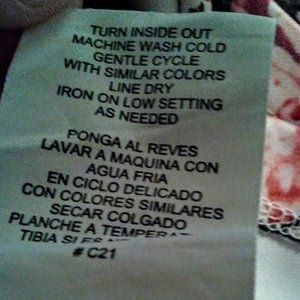 TURN INSIDE OUT
MACHINE WASH COLD
GENTLE CYCLE
WITH SIMILAR COLORS
LINE DRY
IRON ON LOW SETTING
AS NEEDED
PONGA AL REVES
LAVAR A MAQUINA CON
AGUA FRIA
EN CICLO DELICADO
CON COLORES SIMILARES
SECAR COLGADO
PLANCHE A
TIBIA SI ES
# C21